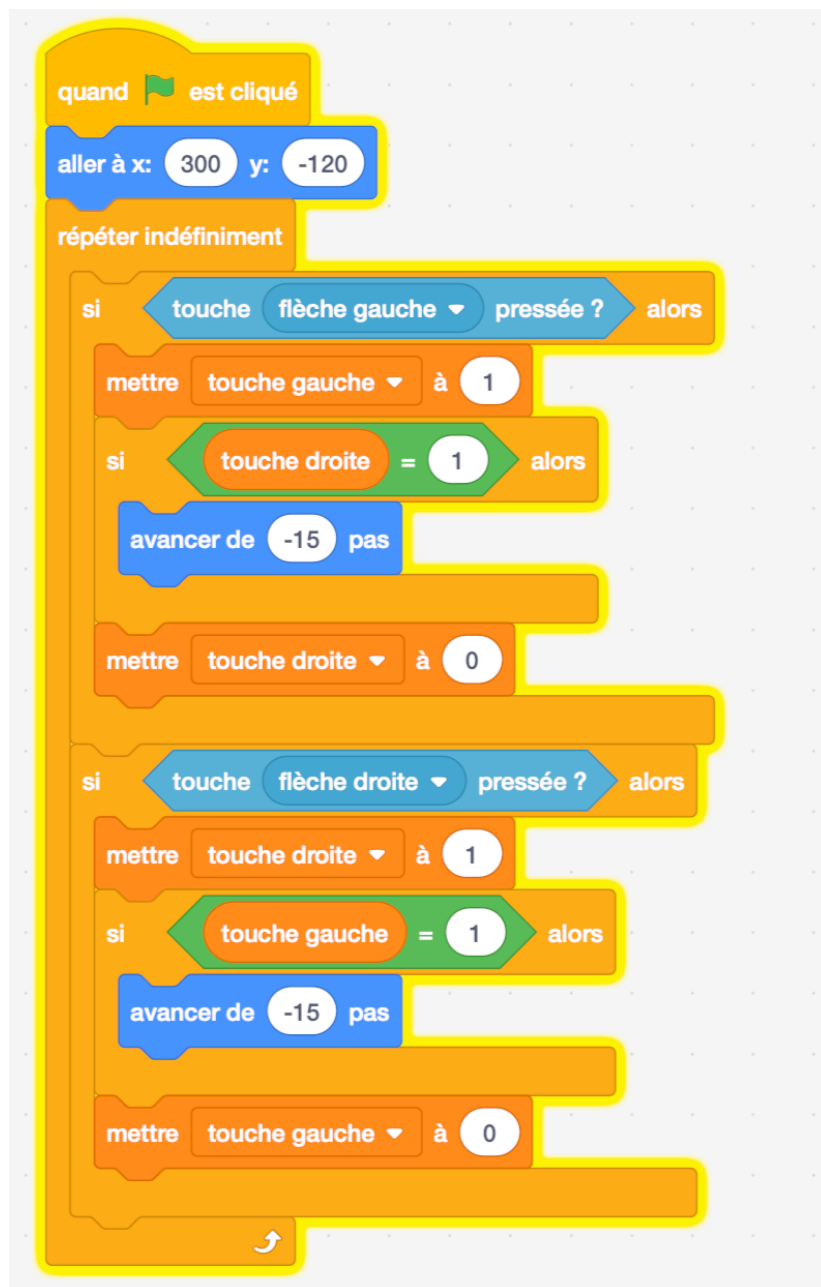 quand est cliqué
aller à x: 300 y: -120
répéter indéfiniment
si touche flèche gauche pressée ? alors
mettre touche gauche à 1
si touche droite = 1 alors
avancer de -15 pas
mettre touche droite à 0
si touche flèche droite pressée ? alors
mettre touche droite à 1
si touche gauche = 1 alors
avancer de -15 pas
mettre touche gauche à 0